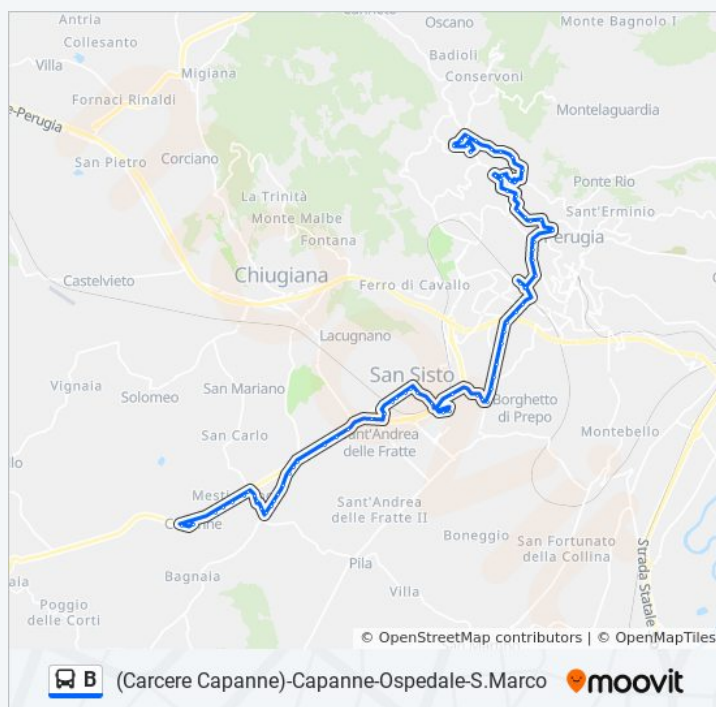 Antria
Collesanto
Villa
Migiana
Oscano
Monte Bagnolo I
Badioli
Conservoni
Fornaci Rinaldi
e-Perugia
Montelaguardia
San Pietro
Corciano
La Trinità
Ponte Rio
Monte Malbe
Sant'Erminio
Fontana
Perugia
Castelvieto
Chiugiana
Ferro di Cavallo
Lacugnano
Vignaia
San Mariano
San Sisto
Solomeo
Borghetto
di Prepo
San Carlo
Sant'Andrea
delle Fratte
Montebello
Capanne
Sant'Andrea
delle Fratte II
Boneggio
San Fortunato
della Collina
Bagnaia
Pila
Villa
Poggio
delle Corti
Strada Statale
© OpenStreetMap contributors | © OpenMapTiles
B (Carcere Capanne)-Capanne-Ospedale-S.Marco moovit